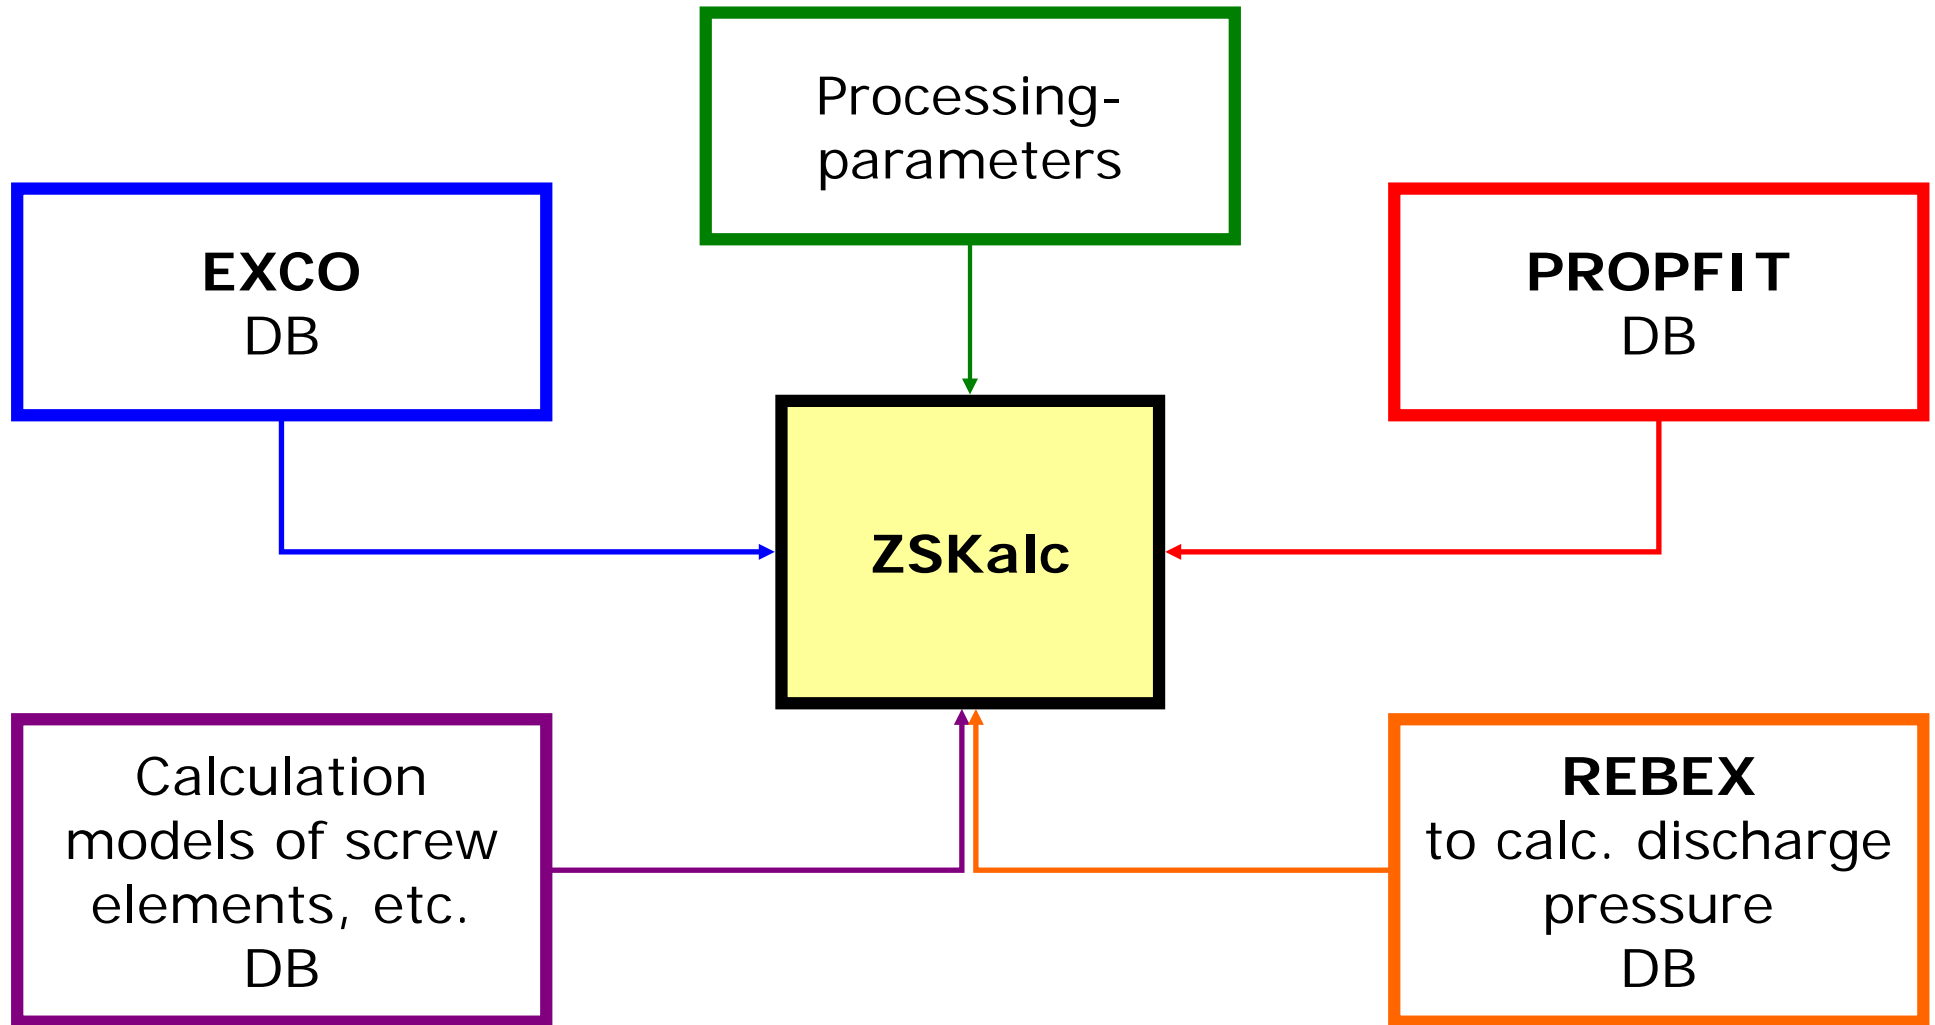 Processing-
parameters
EXCO
DB
PROPFIT
DB
ZSKalc
Calculation
models of screw
elements, etc.
DB
REBEX
to calc. discharge
pressure
DB